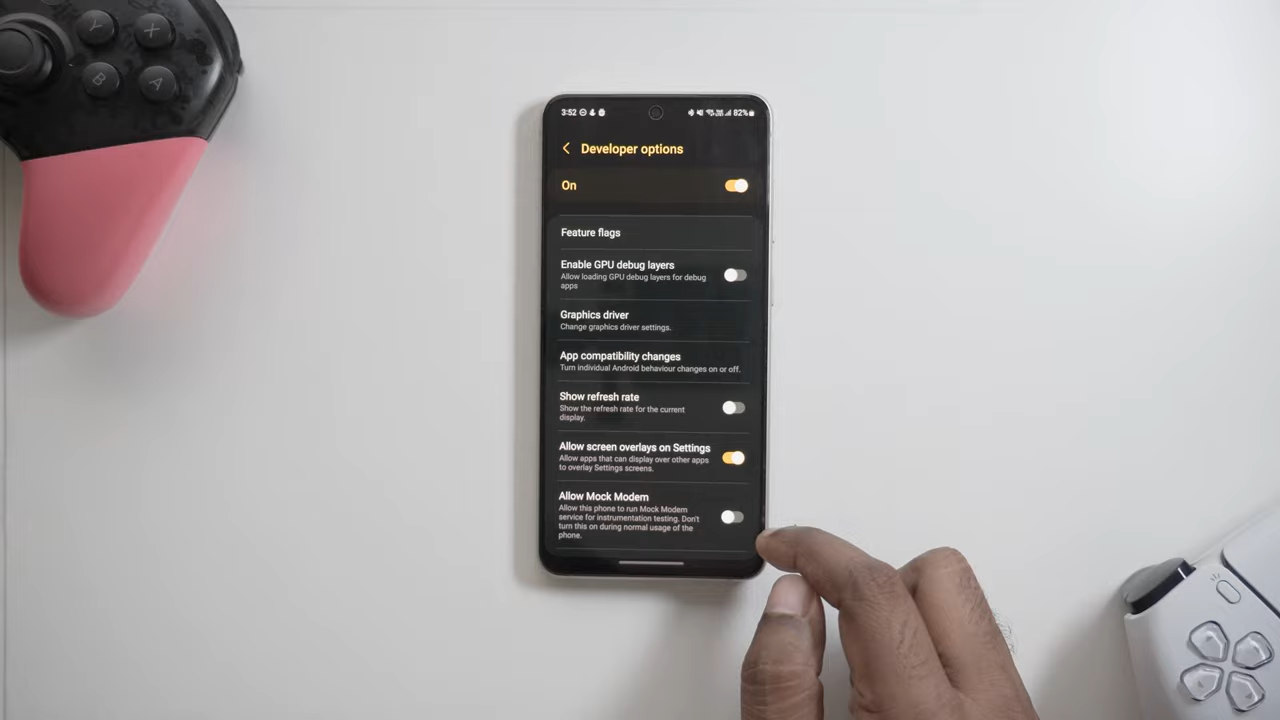 Y
X
B
A
3:52
82%
Developer options
On
Feature flags
Enable GPU debug layers
Allow loading GPU debug layers for debug
apps
Graphics driver
Change graphics driver settings.
App compatibility changes
Turn individual Android behaviour changes on or off.
Show refresh rate
Show the refresh rate for the current
display.
Allow screen overlays on Settings
Allow apps that can display over other apps
to overlay Settings screens.
Allow Mock Modem
Allow this phone to run Mock Modem
service for instrumentation testing. Don't
turn this on during normal usage of the
phone.